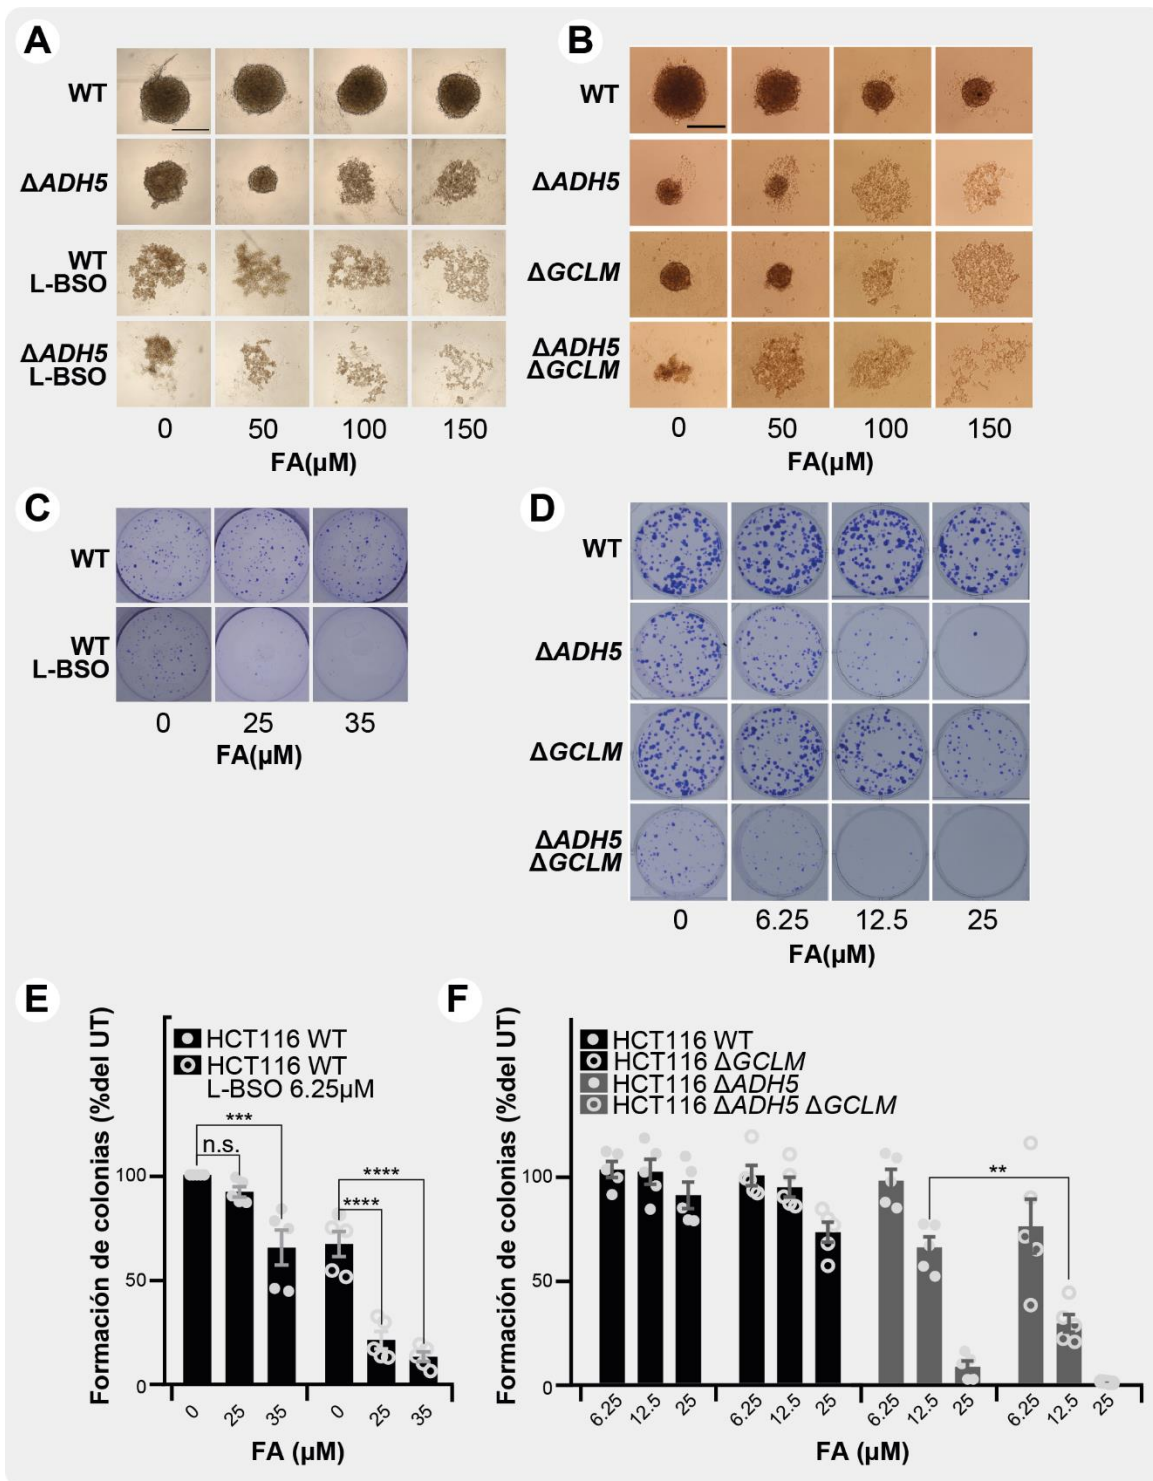 A
WT
ΔADH5
WT
L-BSO
ΔADH5
L-BSO
0 50 100 150
FA(µM)
B
WT
ΔADH5
ΔGCLM
ΔADH5
ΔGCLM
0 50 100 150
FA(µM)
C
WT
WT
L-BSO
0 25 35
FA(µM)
D
WT
ΔADH5
ΔGCLM
ΔADH5
ΔGCLM
0 6.25 12.5 25
FA(µM)
E
Formación de colonias (%del UT)
HCT116 WT
HCT116 WT
L-BSO 6.25µM
***
n.s.
****
****
100
50
0
0 25 35 0 25 35
FA (µM)
F
Formación de colonias (%del UT)
HCT116 WT
HCT116 ΔGCLM
HCT116 ΔADH5
HCT116 ΔADH5 ΔGCLM
**
100
50
0
6.25 12.5 25 6.25 12.5 25 6.25 12.5 25 6.25 12.5 25
FA (µM)